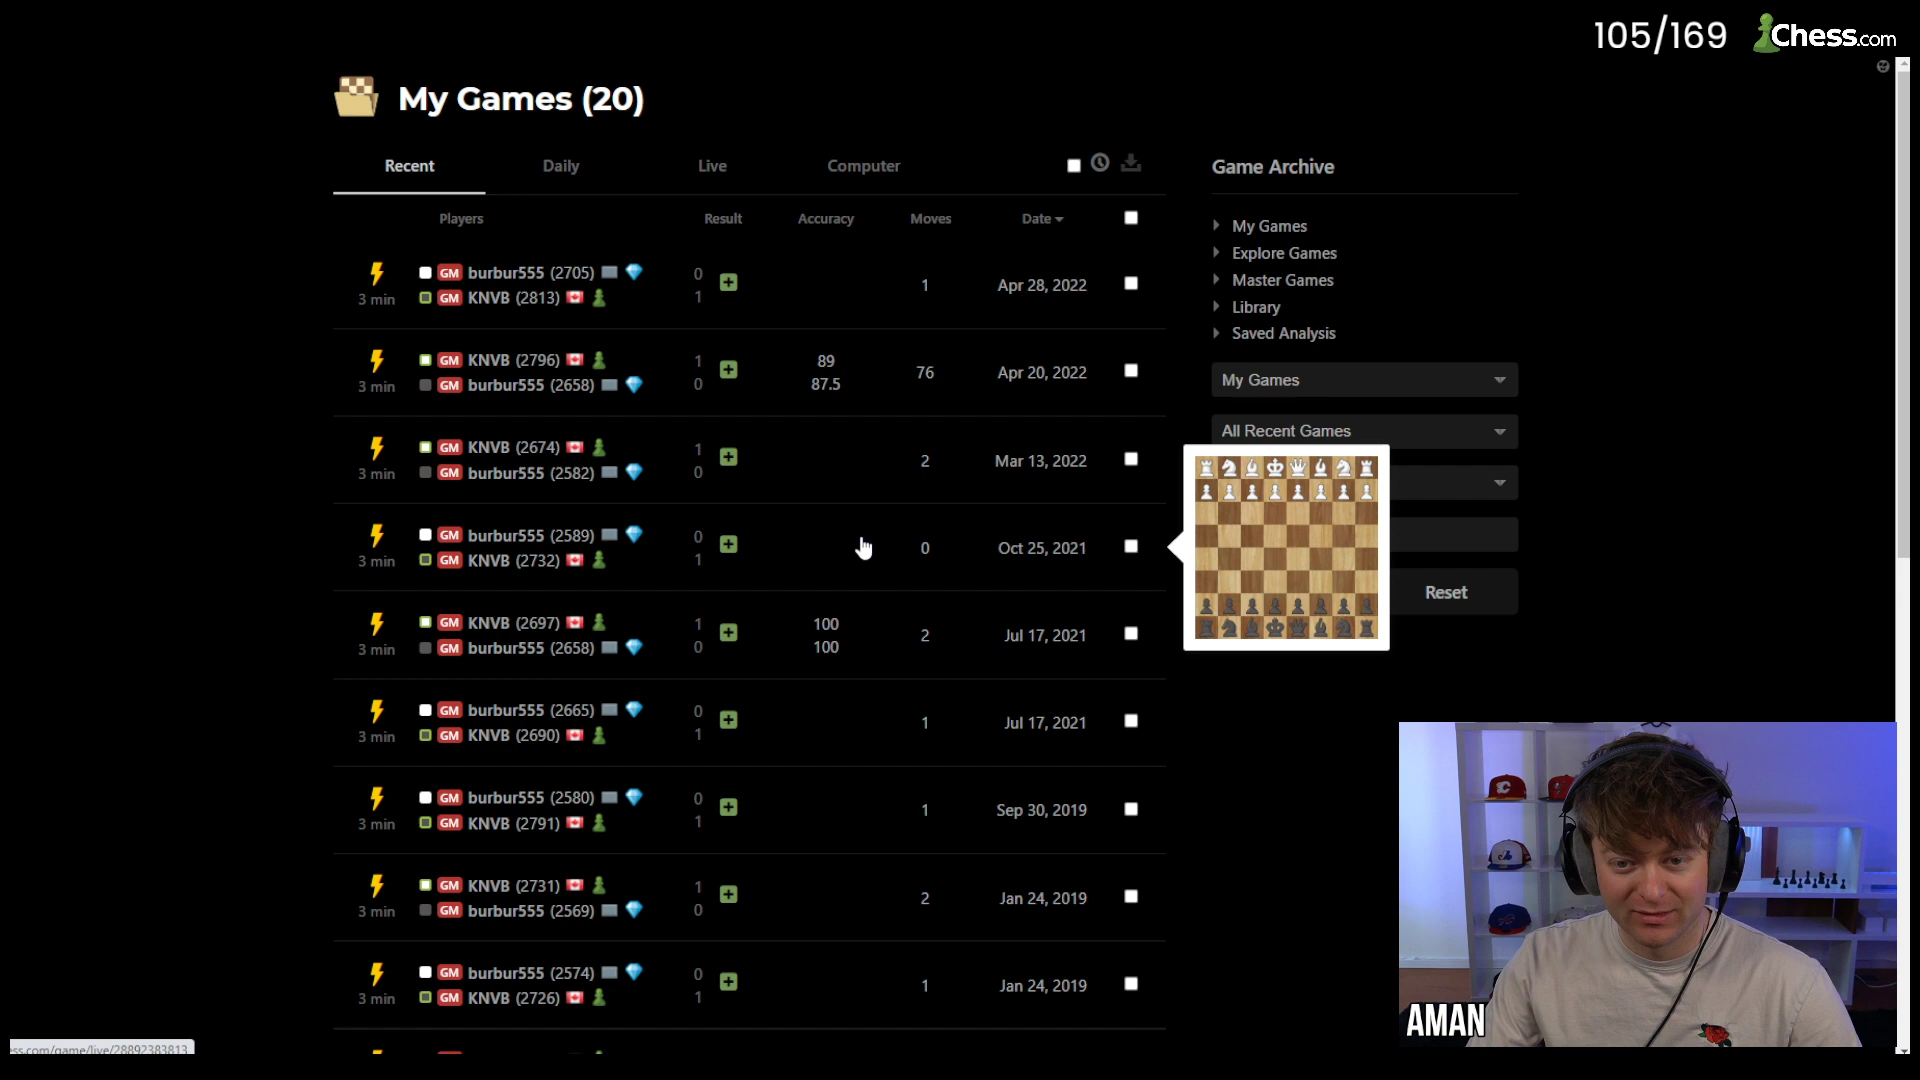 105/169 Chess.com
My Games (20)
Recent Daily Live Computer
Game Archive
Players Result Accuracy Moves Date
My Games
Explore Games
Master Games
Library
Saved Analysis
My Games
All Recent Games
Reset
3 min
GM burbur555 (2705) 0
GM KNVB (2813) 1
1 Apr 28, 2022
3 min
GM KNVB (2796) 1 89
GM burbur555 (2658) 0 87.5
76 Apr 20, 2022
3 min
GM KNVB (2674) 1
GM burbur555 (2582) 0
2 Mar 13, 2022
3 min
GM burbur555 (2589) 0
GM KNVB (2732) 1
0 Oct 25, 2021
3 min
GM KNVB (2697) 1 100
GM burbur555 (2658) 0 100
2 Jul 17, 2021
3 min
GM burbur555 (2665) 0
GM KNVB (2690) 1
1 Jul 17, 2021
3 min
GM burbur555 (2580) 0
GM KNVB (2791) 1
1 Sep 30, 2019
3 min
GM KNVB (2731) 1
GM burbur555 (2569) 0
2 Jan 24, 2019
3 min
GM burbur555 (2574) 0
GM KNVB (2726) 1
1 Jan 24, 2019
AMAN
ess.com/game/live/28892383813